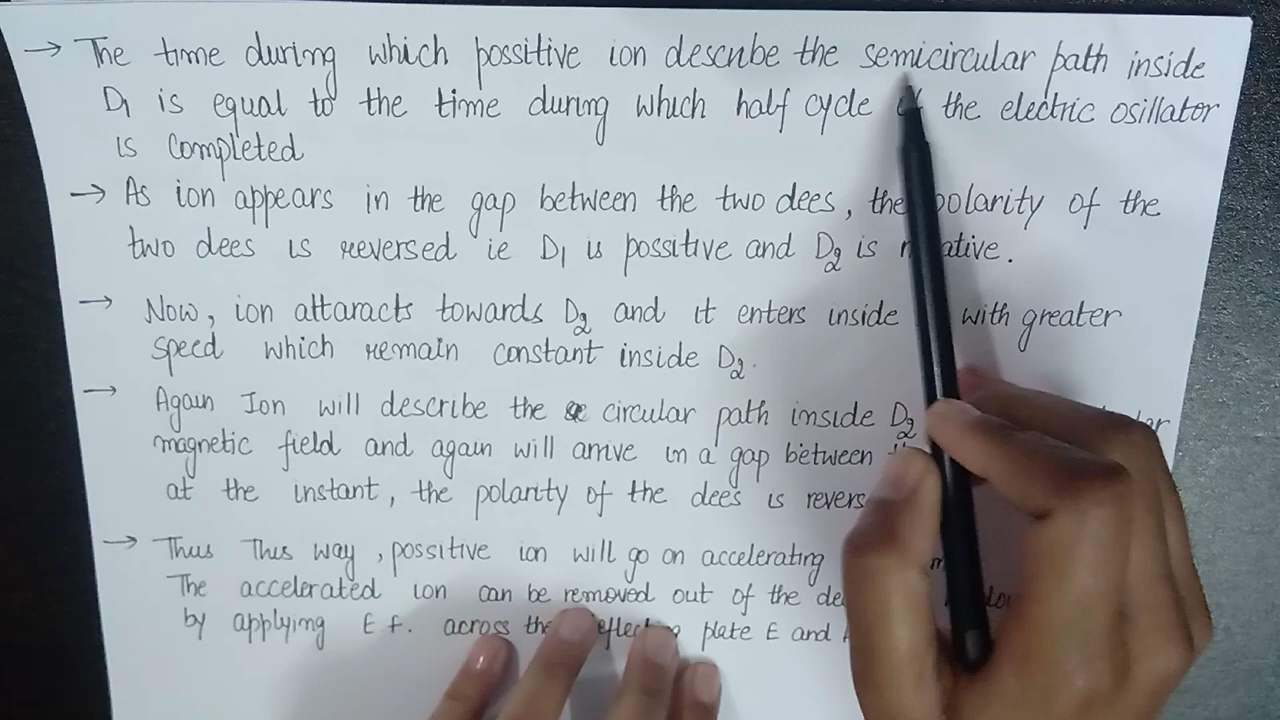 → The time during which possitive ion describe the semicircular path inside
D1 is equal to the time during which half cycle the electric osillator
is completed
→ As ion appears in the gap between the two dees, the polarity of the
two dees is reversed ie D1 is possitive and D2 is negative.
→ Now, ion attaracts towards D2 and it enters inside with greater
speed which remain constant inside D2.
→ Again Ion will describe the circular path inside D2
magnetic field and again will arrive in a gap between
at the instant, the polarity of the dees is
→ Thus This way, possitive ion will go on accelerating
The accelerated ion can be removed out of the
by applying E f. across the plate E and